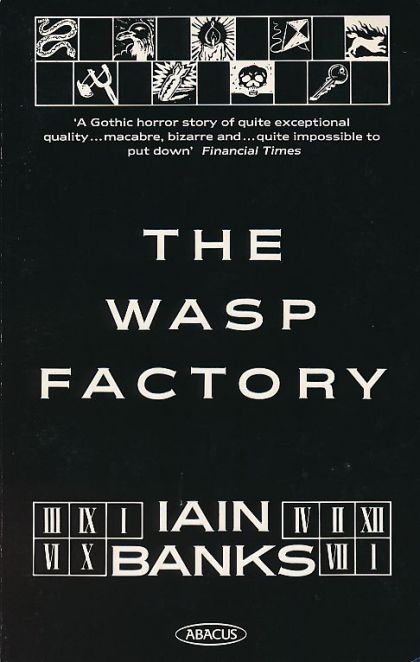 'A Gothic horror story of quite exceptional
quality...macabre, bizarre and...quite impossible to
put down' Financial Times
THE
WASP
FACTORY
III IX I IAIN IV II XII
VI X BANKS VII I
ABACUS